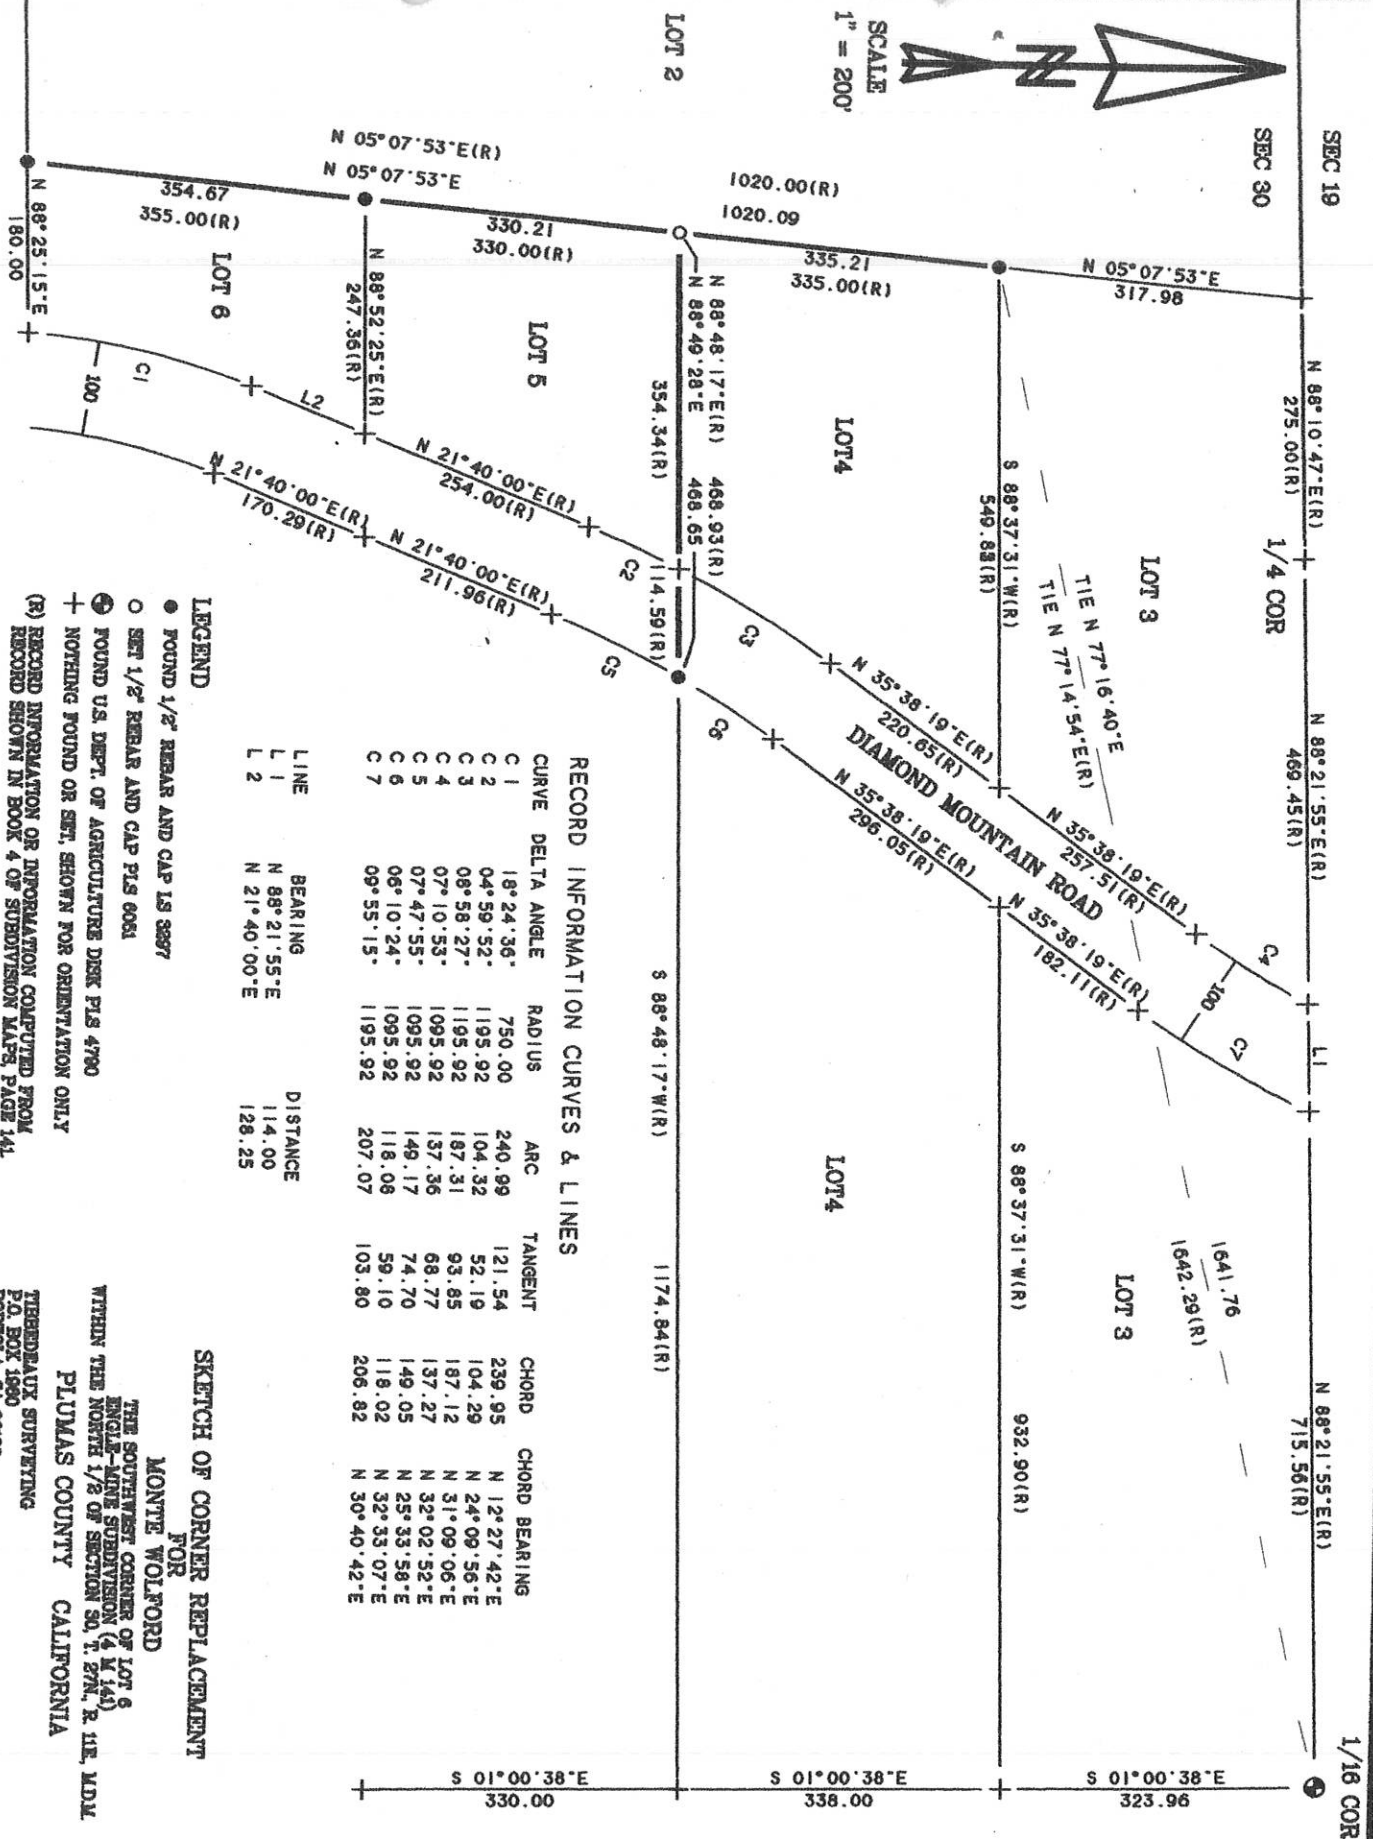 SEC 19
SEC 30
SCALE
1" = 200'
N
1/16 COR
1/4 COR
N 88°10'47"E(R)
275.00(R)
N 88°21'55"E(R)
469.45(R)
L1
N 88°21'55"E(R)
715.56(R)
N 05°07'53"E
317.98
LOT 3
TIE N 77°16'40"E
TIE N 77°14'54"E(R)
1641.76
1642.29(R)
LOT 3
C4
100
C7
N 35°38'19"E(R)
257.51(R)
N 35°38'19"E(R)
182.11(R)
S 01°00'38"E
323.96
S 88°37'31"W(R)
549.83(R)
S 88°37'31"W(R)
932.90(R)
1020.00(R)
1020.09
335.21
335.00(R)
LOT4
DIAMOND MOUNTAIN ROAD
N 35°38'19"E(R)
220.65(R)
N 35°38'19"E(R)
296.05(R)
LOT4
C3
C6
S 01°00'38"E
338.00
LOT 2
N 88°48'17"E(R) 468.93(R)
N 88°49'28"E 468.65
354.34(R)
114.59(R)
S 88°48'17"W(R)
1174.84(R)
N 05°07'53"E(R)
N 05°07'53"E
330.21
330.00(R)
LOT 5
C2
C5
N 21°40'00"E(R)
254.00(R)
N 21°40'00"E(R)
211.96(R)
S 01°00'38"E
330.00
N 88°52'25"E(R)
247.36(R)
354.67
355.00(R)
LOT 6
L2
C1
100
N 21°40'00"E(R)
170.29(R)
N 88°25'15"E
180.00
RECORD INFORMATION CURVES & LINES
CURVE DELTA ANGLE RADIUS ARC TANGENT CHORD CHORD BEARING
C 1 18°24'36" 750.00 240.99 121.54 239.95 N 12°27'42"E
C 2 04°59'52" 1195.92 104.32 52.19 104.29 N 24°09'56"E
C 3 08°58'27" 1195.92 187.31 93.85 187.12 N 31°09'06"E
C 4 07°10'53" 1095.92 137.36 68.77 137.27 N 32°02'52"E
C 5 07°47'55" 1095.92 149.17 74.70 149.05 N 25°33'58"E
C 6 06°10'24" 1095.92 118.08 59.10 118.02 N 32°33'07"E
C 7 09°55'15" 1195.92 207.07 103.80 206.82 N 30°40'42"E
LINE BEARING DISTANCE
L 1 N 88°21'55"E 114.00
L 2 N 21°40'00"E 128.25
LEGEND
FOUND 1/2" REBAR AND CAP LS 3297
SET 1/2" REBAR AND CAP PLS 6051
FOUND U.S. DEPT. OF AGRICULTURE DISK PLS 4790
NOTHING FOUND OR SET, SHOWN FOR ORIENTATION ONLY
(R) RECORD INFORMATION OR INFORMATION COMPUTED FROM
RECORD SHOWN IN BOOK 4 OF SUBDIVISION MAPS, PAGE 141.
SKETCH OF CORNER REPLACEMENT
FOR
MONTE WOLFORD
THE SOUTHWEST CORNER OF LOT 6
ENGLE-MINE SUBDIVISION (4 M 141)
WITHIN THE NORTH 1/2 OF SECTION 30, T. 27N., R. 11E., M.D.M.
PLUMAS COUNTY CALIFORNIA
TIBBEDEAUX SURVEYING
P.O. BOX 1980